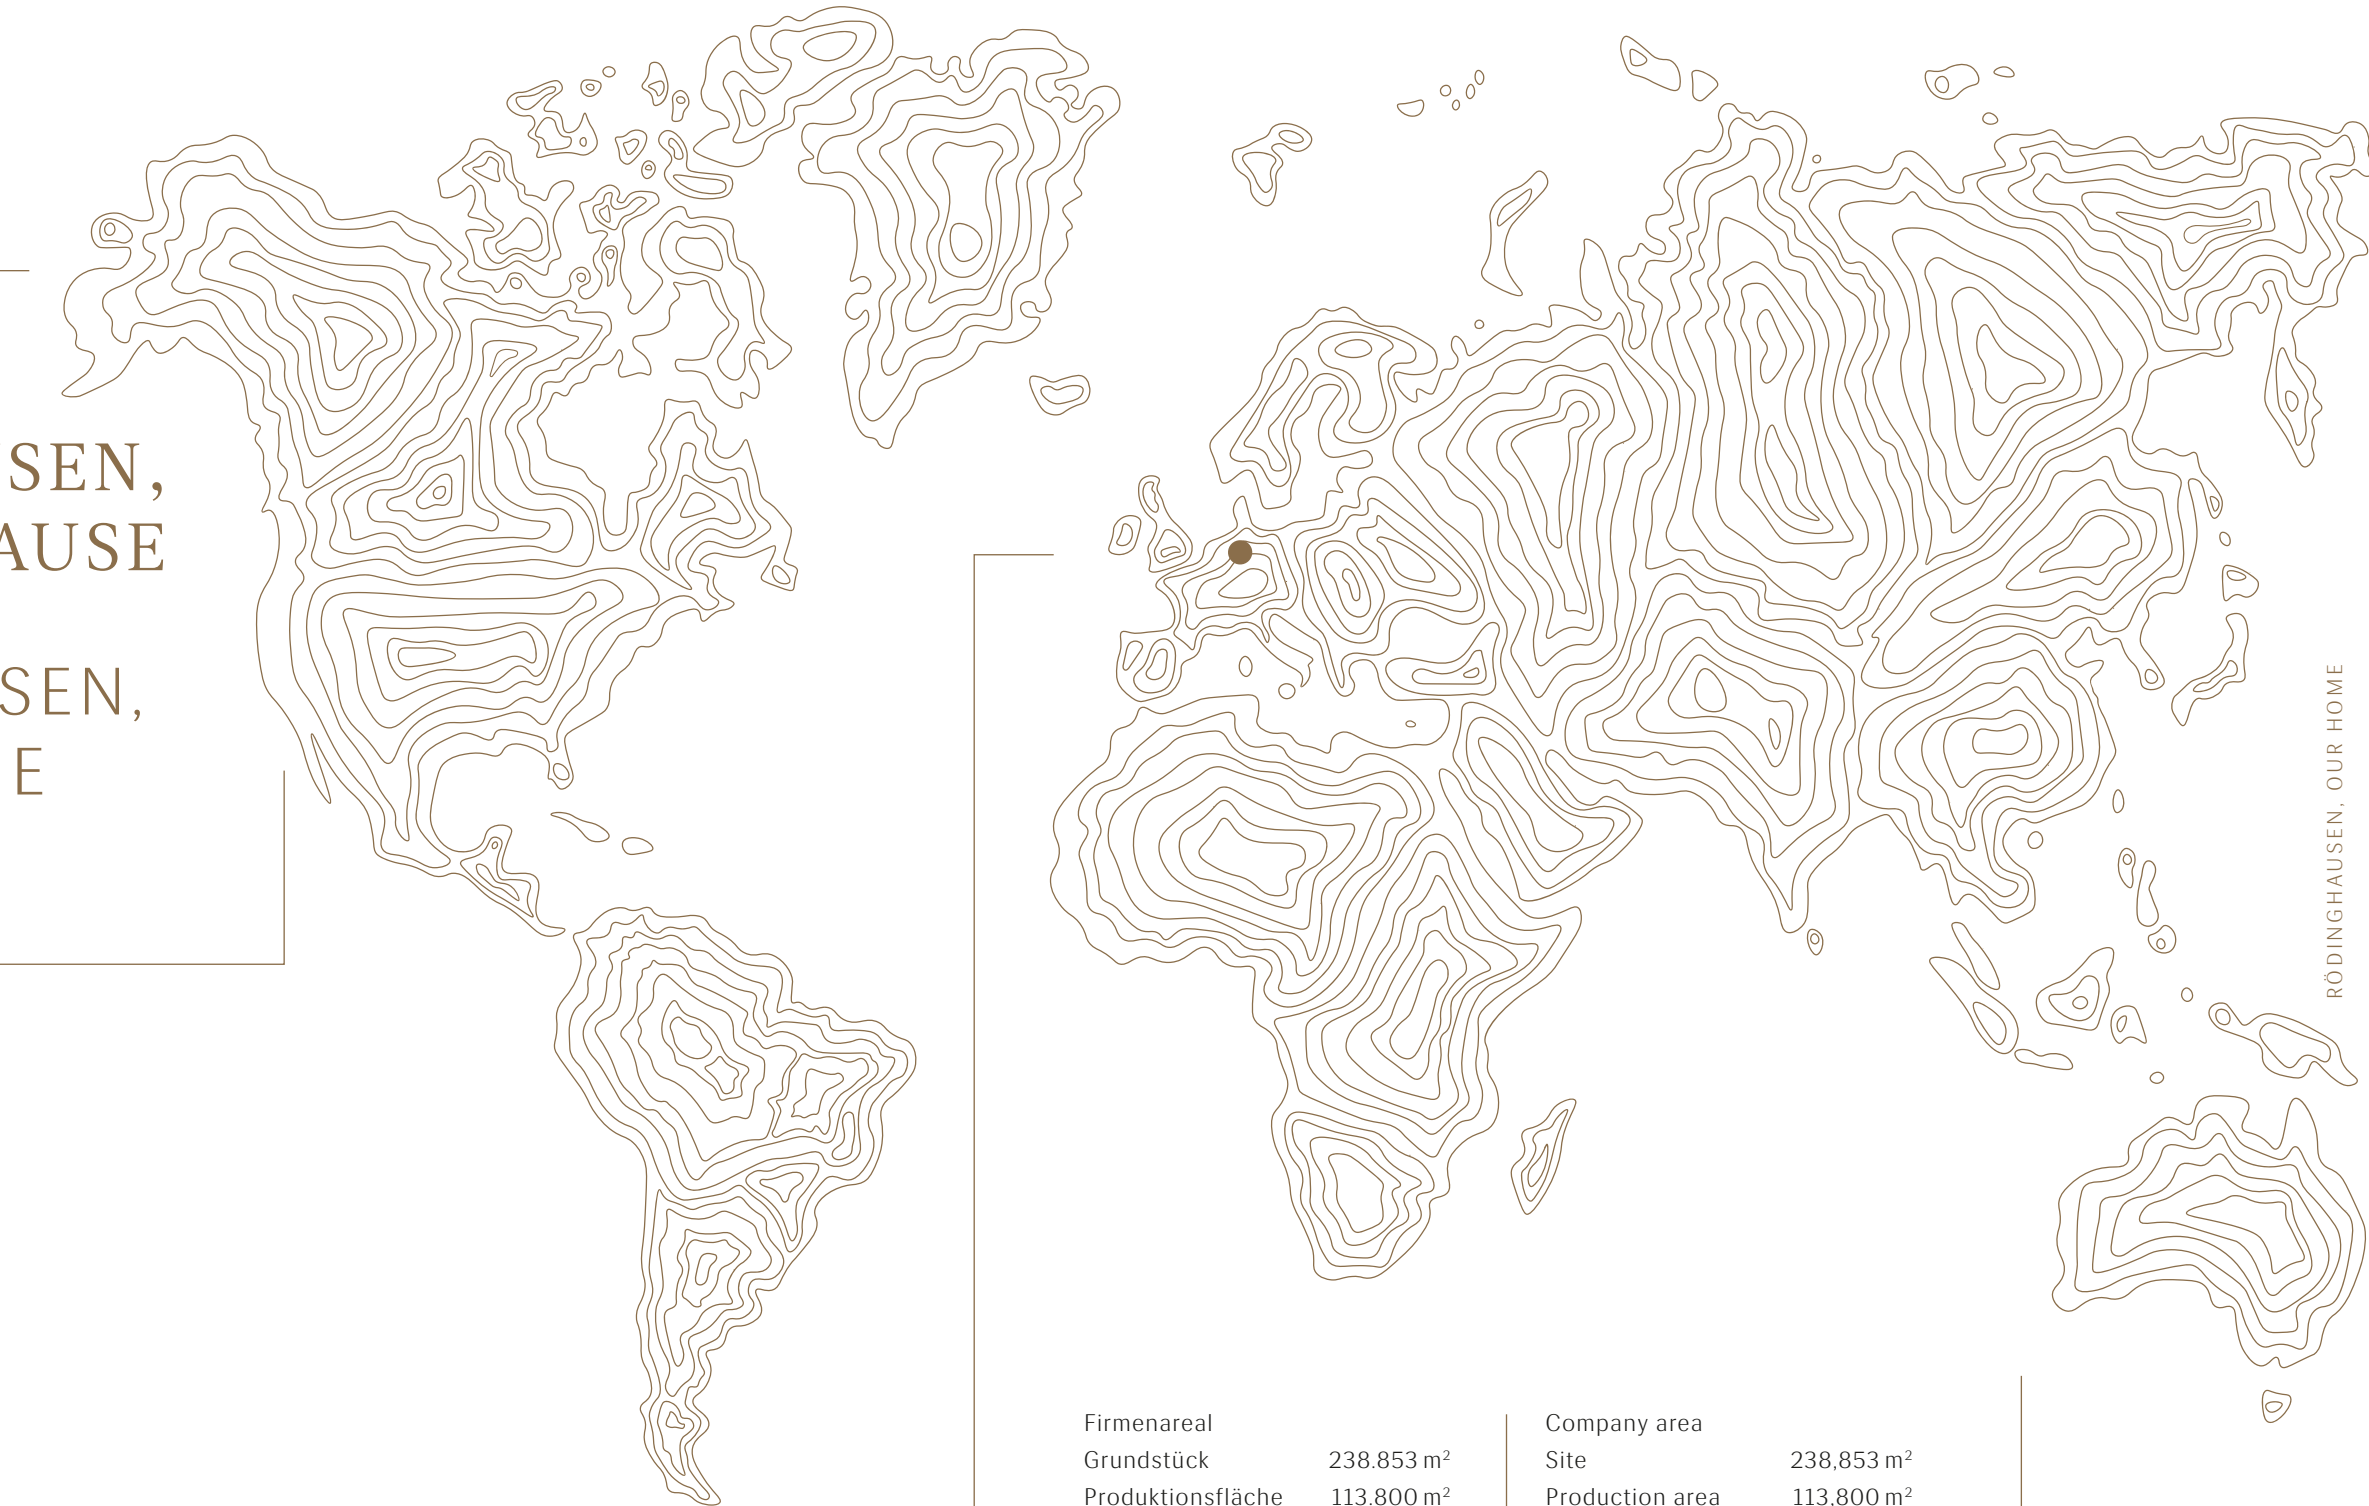 SEN,
AUSE
SEN,
E
RÖDINGHAUSEN, OUR HOME
Firmenareal
Grundstück 238.853 m²
Produktionsfläche 113.800 m²
Company area
Site 238,853 m²
Production area 113,800 m²